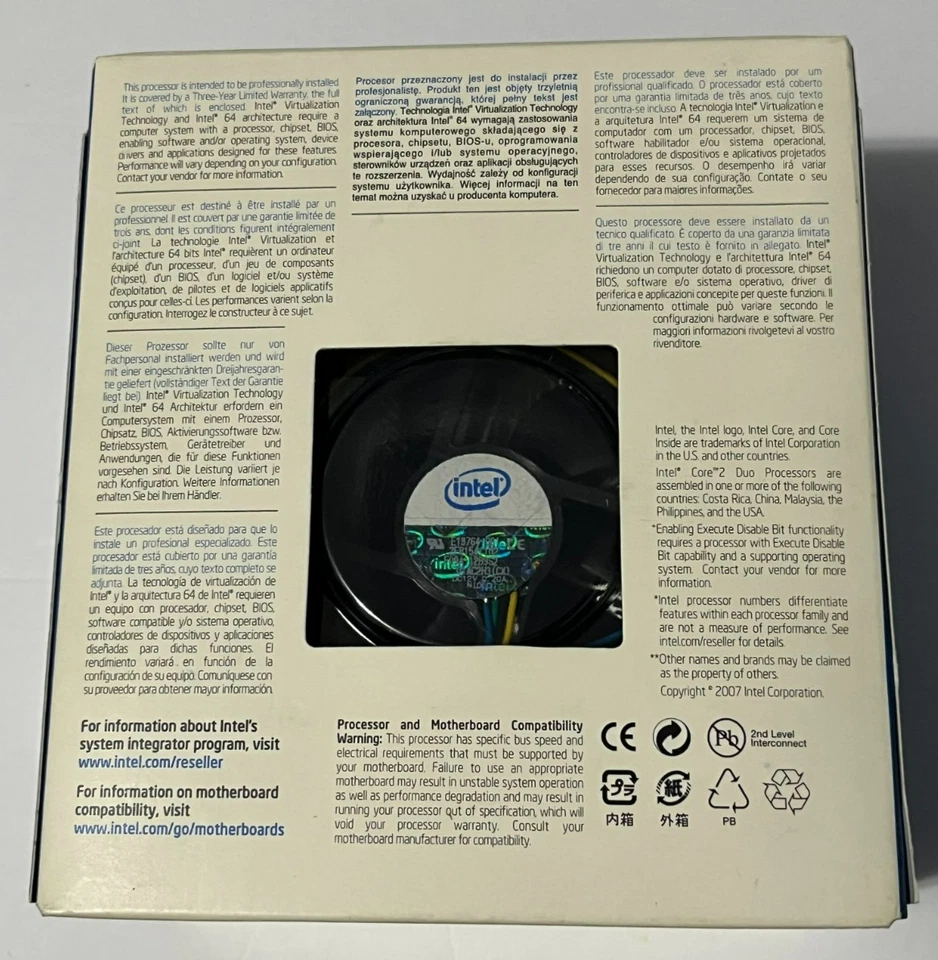 This processor is intended to be professionally installed
It is covered by a Three-Year Limited Warranty, the full
text of which is enclosed. Intel® Virtualization
Technology and Intel® 64 architecture require a
computer system with a processor, chipset, BIOS,
enabling software and/or operating system, device
drivers and applications designed for these features.
Performance will vary depending on your configuration.
Contact your vendor for more information.
Ce processeur est destiné à être installé par un
professionnel. Il est couvert par une garantie limitée de
trois ans, dont les conditions figurent intégralement
ci-joint. La technologie Intel® Virtualization et
l'architecture 64 bits Intel® requièrent un ordinateur
équipé d'un processeur, d'un jeu de composants
(chipset), d'un BIOS, d'un logiciel et/ou système
d'exploitation, de pilotes et de logiciels applicatifs
conçus pour celles-ci. Les performances varient selon la
configuration. Interrogez le constructeur à ce sujet.
Dieser Prozessor sollte nur von
Fachpersonal installiert werden und wird
mit einer eingeschränkten Dreijahresgaran-
tie geliefert (vollständiger Text der Garantie
liegt bei). Intel® Virtualization Technology
und Intel® 64 Architektur erfordern ein
Computersystem mit einem Prozessor,
Chipsatz, BIOS, Aktivierungssoftware bzw.
Betriebssystem, Gerätetreiber und
Anwendungen, die für diese Funktionen
vorgesehen sind. Die Leistung variiert je
nach Konfiguration. Weitere Informationen
erhalten Sie bei Ihrem Händler.
Este procesador está diseñado para que lo
instale un profesional especializado. Este
procesador está cubierto por una garantía
limitada de tres años, cuyo texto completo se
adjunta. La tecnología de virtualización de
Intel® y la arquitectura 64 de Intel® requieren
un equipo con procesador, chipset, BIOS,
software compatible y/o sistema operativo,
controladores de dispositivos y aplicaciones
diseñadas para dichas funciones. El
rendimiento variará en función de la
configuración de su equipo. Comuníquese con
su proveedor para obtener mayor información.
For information about Intel's
system integrator program, visit
www.intel.com/reseller
For information on motherboard
compatibility, visit
www.intel.com/go/motherboards
Procesor przeznaczony jest do instalacji przez
profesjonalistę. Produkt ten jest objęty trzyletnią
ograniczoną gwarancją, której pełny tekst jest
załączony. Technologia Intel® Virtualization Technology
oraz architektura Intel® 64 wymagają zastosowania
systemu komputerowego składającego się z
procesora, chipsetu, BIOS-u, oprogramowania
wspierającego i/lub systemu operacyjnego,
sterowników urządzeń oraz aplikacji obsługujących
te rozszerzenia. Wydajność zależy od konfiguracji
systemu użytkownika. Więcej informacji na ten
temat można uzyskać u producenta komputera.
intel®
intel
DC12V
Processor and Motherboard Compatibility
Warning: This processor has specific bus speed and
electrical requirements that must be supported by
your motherboard. Failure to use an appropriate
motherboard may result in unstable system operation
as well as performance degradation and may result in
running your processor out of specification, which will
void your processor warranty. Consult your
motherboard manufacturer for compatibility.
Este processador deve ser instalado por um
profissional qualificado. O processador está coberto
por uma garantia limitada de três anos, cujo texto
encontra-se incluso. A tecnologia Intel® Virtualization e
a arquitetura Intel® 64 requerem um sistema de
computador com um processador, chipset, BIOS,
software habilitador e/ou sistema operacional,
controladores de dispositivos e aplicativos projetados
para esses recursos. O desempenho irá variar
dependendo da sua configuração. Contate o seu
fornecedor para maiores informações.
Questo processore deve essere installato da un
tecnico qualificato. È coperto da una garanzia limitata
di tre anni il cui testo è fornito in allegato. Intel®
Virtualization Technology e l'architettura Intel® 64
richiedono un computer dotato di processore, chipset,
BIOS, software e/o sistema operativo, driver di
periferica e applicazioni concepite per queste funzioni. Il
funzionamento ottimale può variare secondo le
configurazioni hardware e software. Per
maggiori informazioni rivolgetevi al vostro
rivenditore.
Intel, the Intel logo, Intel Core, and Core
Inside are trademarks of Intel Corporation
in the U.S. and other countries.
Intel® Core™2 Duo Processors are
assembled in one or more of the following
countries: Costa Rica, China, Malaysia, the
Philippines, and the USA.
*Enabling Execute Disable Bit functionality
requires a processor with Execute Disable
Bit capability and a supporting operating
system. Contact your vendor for more
information.
*Intel processor numbers differentiate
features within each processor family and
are not a measure of performance. See
intel.com/reseller for details.
**Other names and brands may be claimed
as the property of others.
Copyright © 2007 Intel Corporation.
CE
Pb
2nd Level
Interconnect
プラ
紙
内箱
外箱
PB